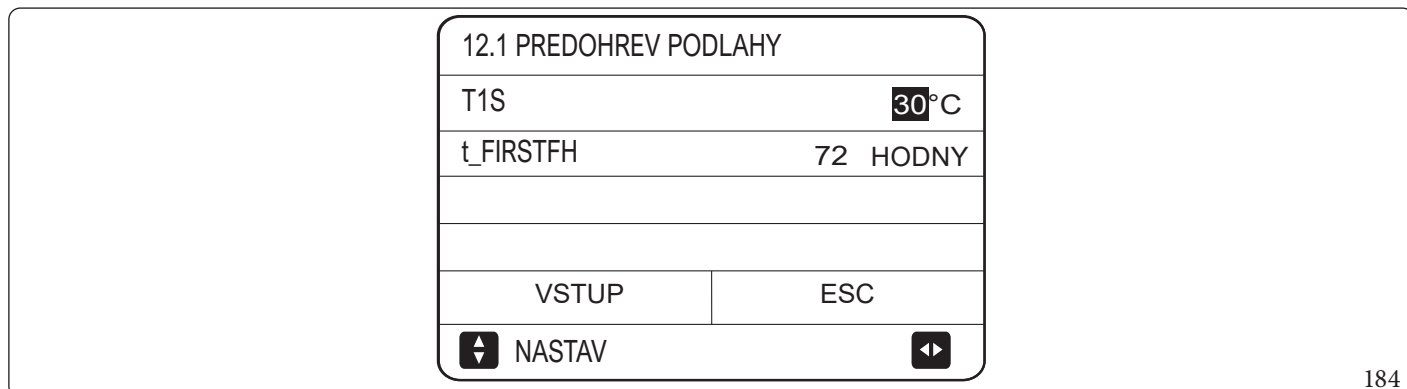 12.1 PREDOHREV PODLAHY
T1S 30°C
t_FIRSTFH 72 HODNY
VSTUP ESC
NASTAV
184